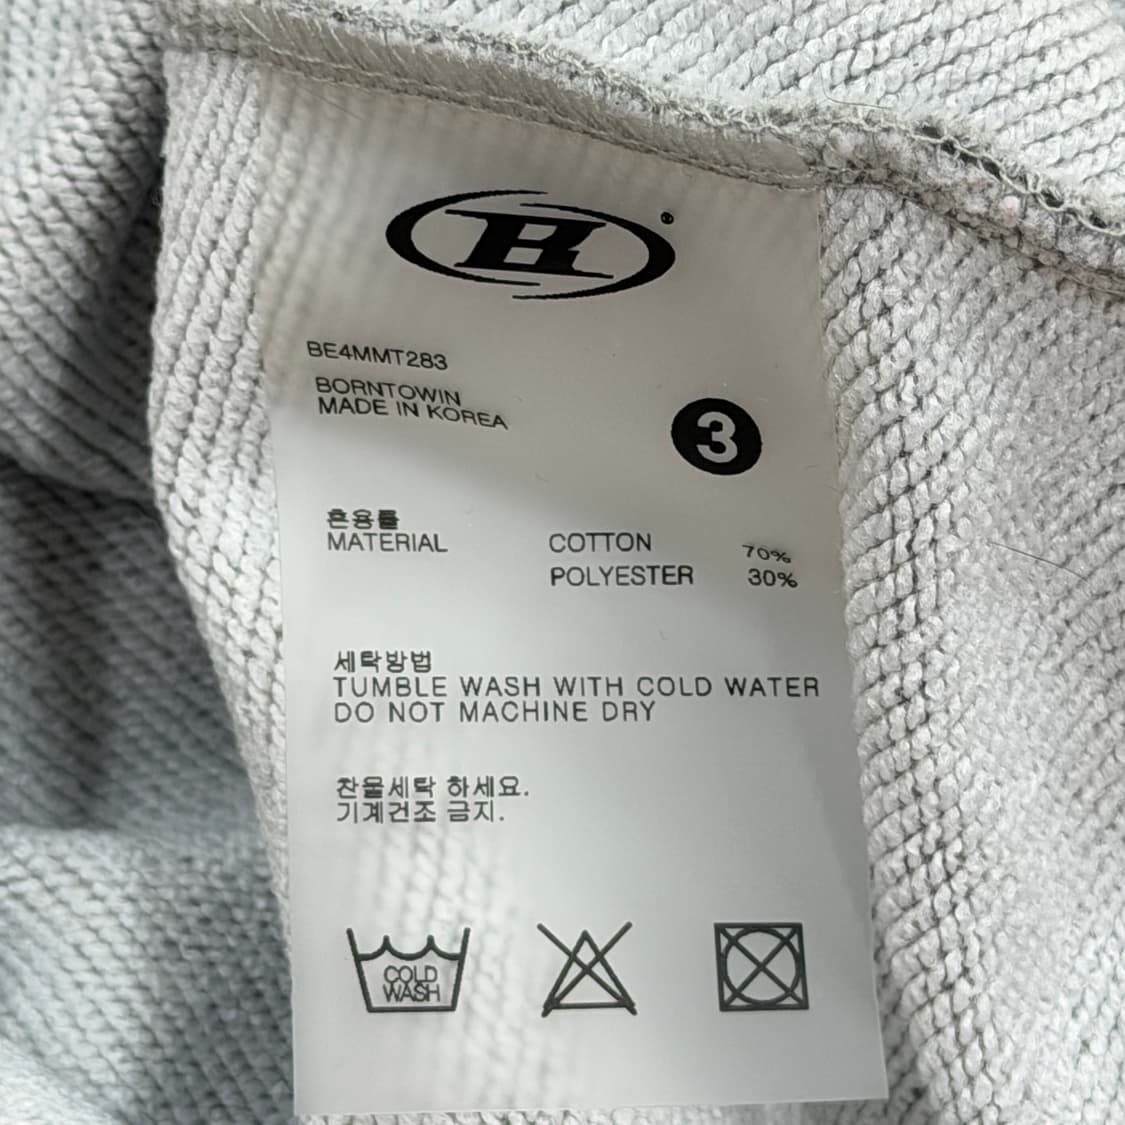 B
BE4MMT283
BORNTOWIN
MADE IN KOREA
3
혼용률
MATERIAL COTTON 70%
POLYESTER 30%
세탁방법
TUMBLE WASH WITH COLD WATER
DO NOT MACHINE DRY
찬물세탁 하세요.
기계건조 금지.
COLD
WASH